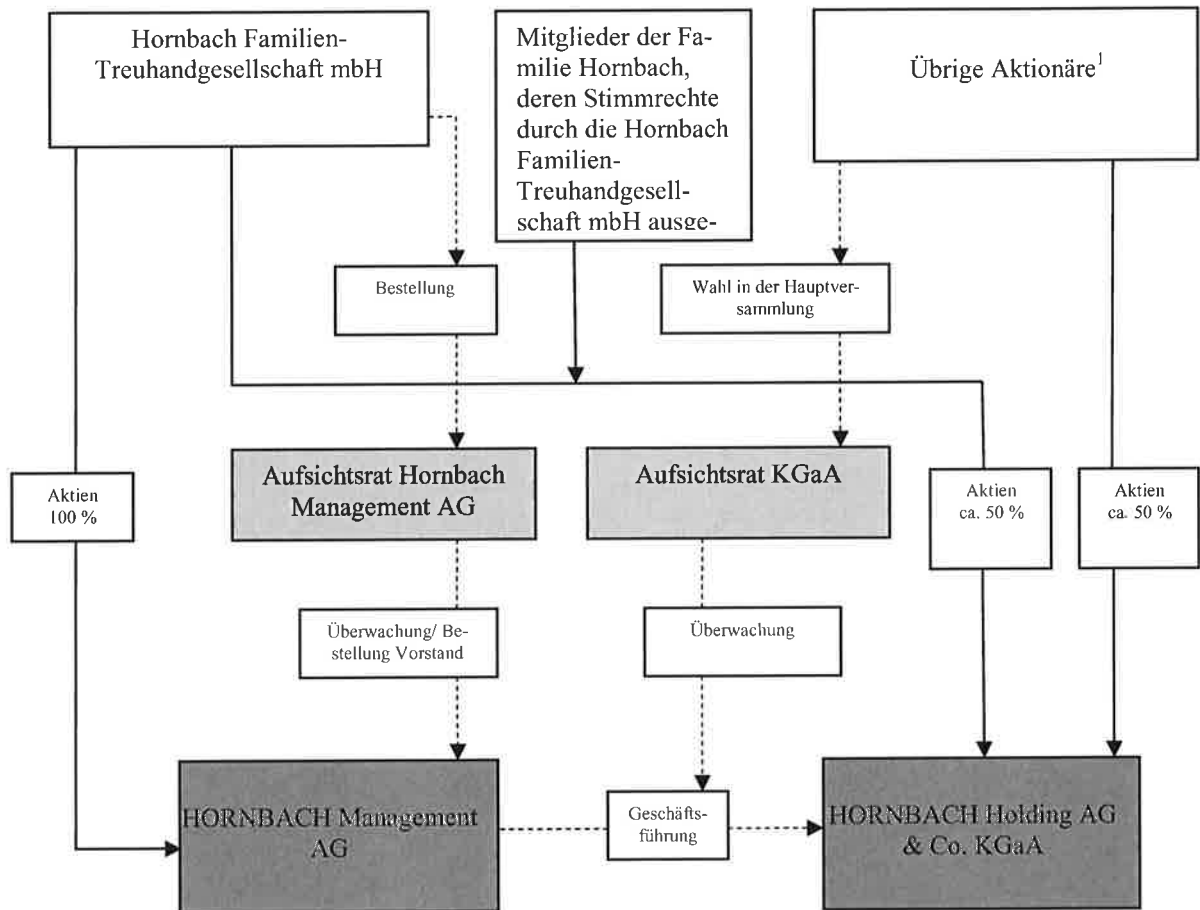 Hornbach Familien-
Treuhandgesellschaft mbH
Mitglieder der Fa-
milie Hornbach,
deren Stimmrechte
durch die Hornbach
Familien-
Treuhandgesell-
schaft mbH ausge-
Übrige Aktionäre¹
Bestellung
Wahl in der Hauptver-
sammlung
Aufsichtsrat Hornbach
Management AG
Aufsichtsrat KGaA
Aktien
100 %
Aktien
ca. 50 %
Aktien
ca. 50 %
Überwachung/ Be-
stellung Vorstand
Überwachung
HORNBACH Management
AG
Geschäfts-
führung
HORNBACH Holding AG
& Co. KGaA